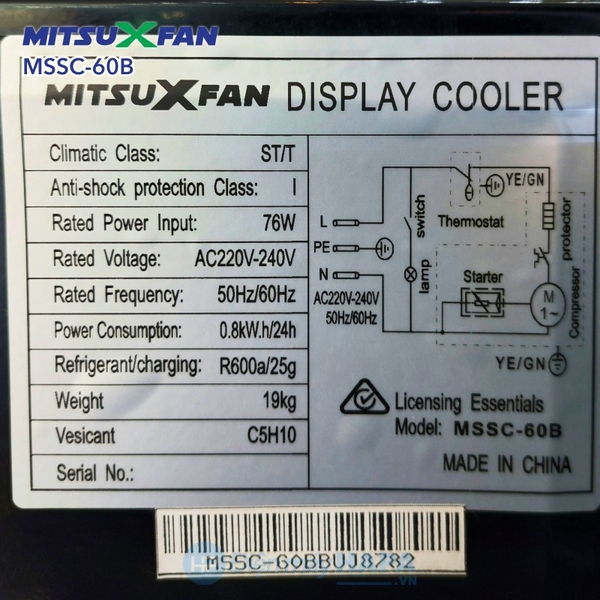 MITSUXFAN
MSSC-60B
MITSUXFAN DISPLAY COOLER
Climatic Class: ST/T
Anti-shock protection Class: I
Rated Power Input: 76W
Rated Voltage: AC220V-240V
Rated Frequency: 50Hz/60Hz
Power Consumption: 0.8kW.h/24h
Refrigerant/charging: R600a/25g
Weight 19kg
Vesicant C5H10
Serial No.:
L
PE
N
AC220V-240V
50Hz/60Hz
switch
lamp
Thermostat
YE/GN
protector
Starter
M
1~
Compressor
YE/GN
Licensing Essentials
Model: MSSC-60B
MADE IN CHINA
MSSC-60BBUJ8782